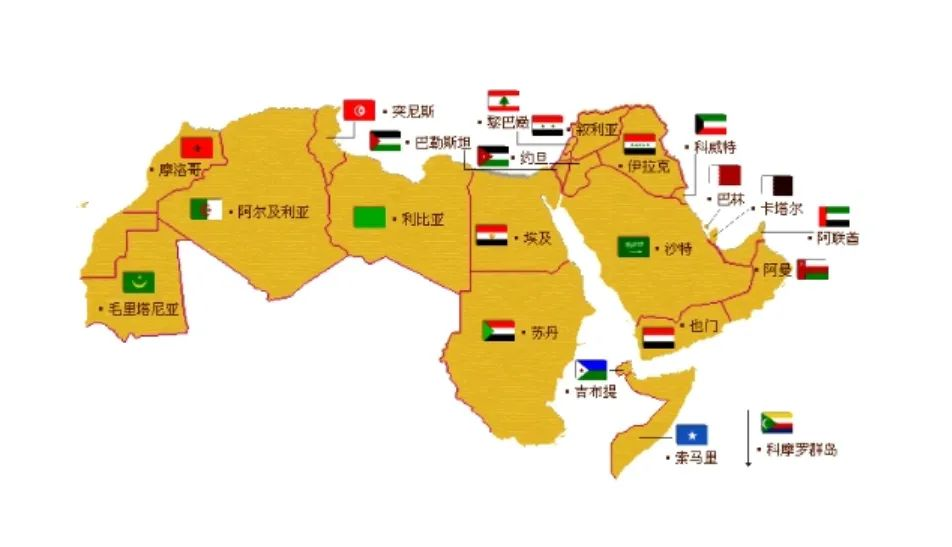 突尼斯
黎巴嫩
叙利亚
巴勒斯坦
约旦
科威特
摩洛哥
伊拉克
巴林
卡塔尔
阿尔及利亚
利比亚
埃及
沙特
阿联酋
阿曼
毛里塔尼亚
苏丹
也门
吉布提
索马里
科摩罗群岛